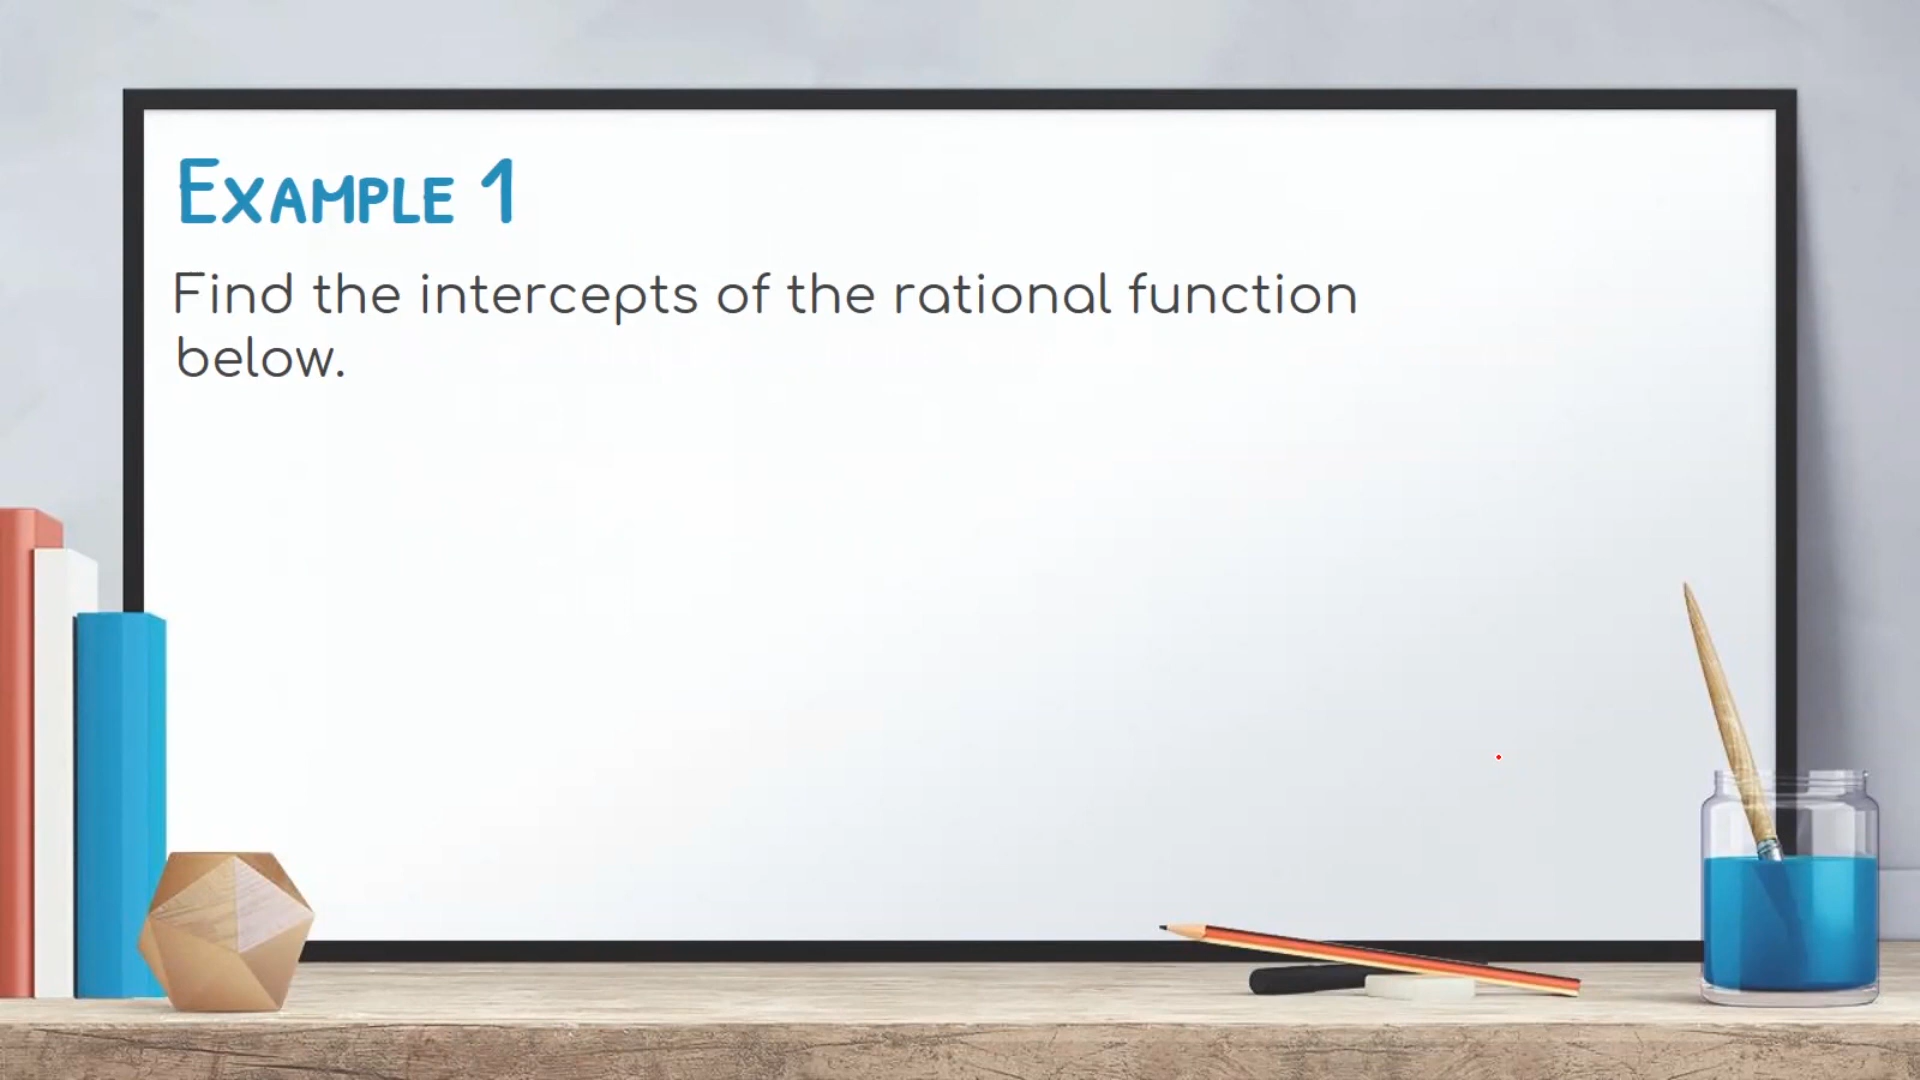 Example 1
Find the intercepts of the rational function
below.